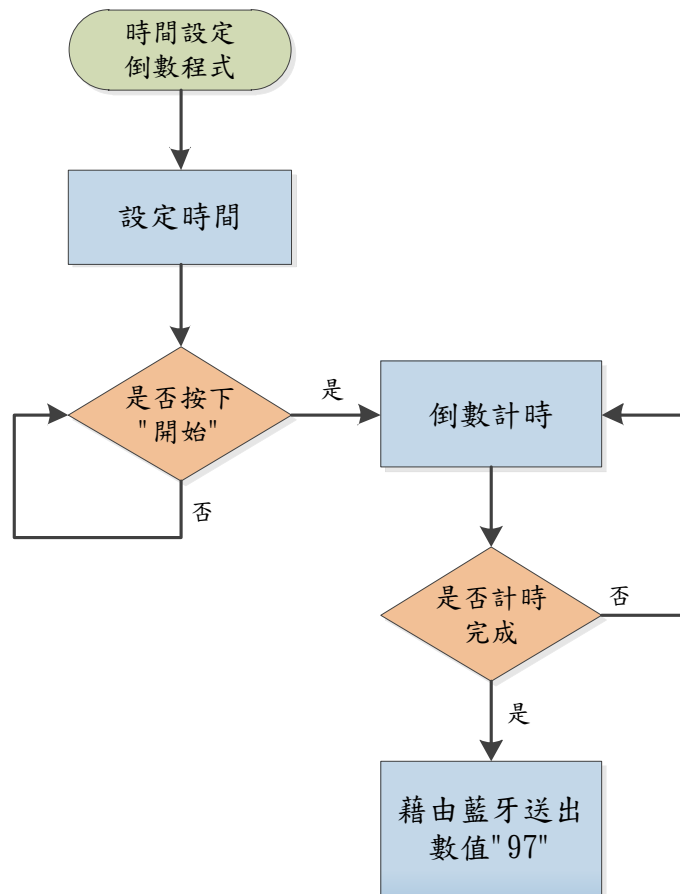 時間設定
倒數程式
設定時間
是否按下
"開始"
是
否
倒數計時
是否計時
完成
否
是
藉由藍牙送出
數值"97"